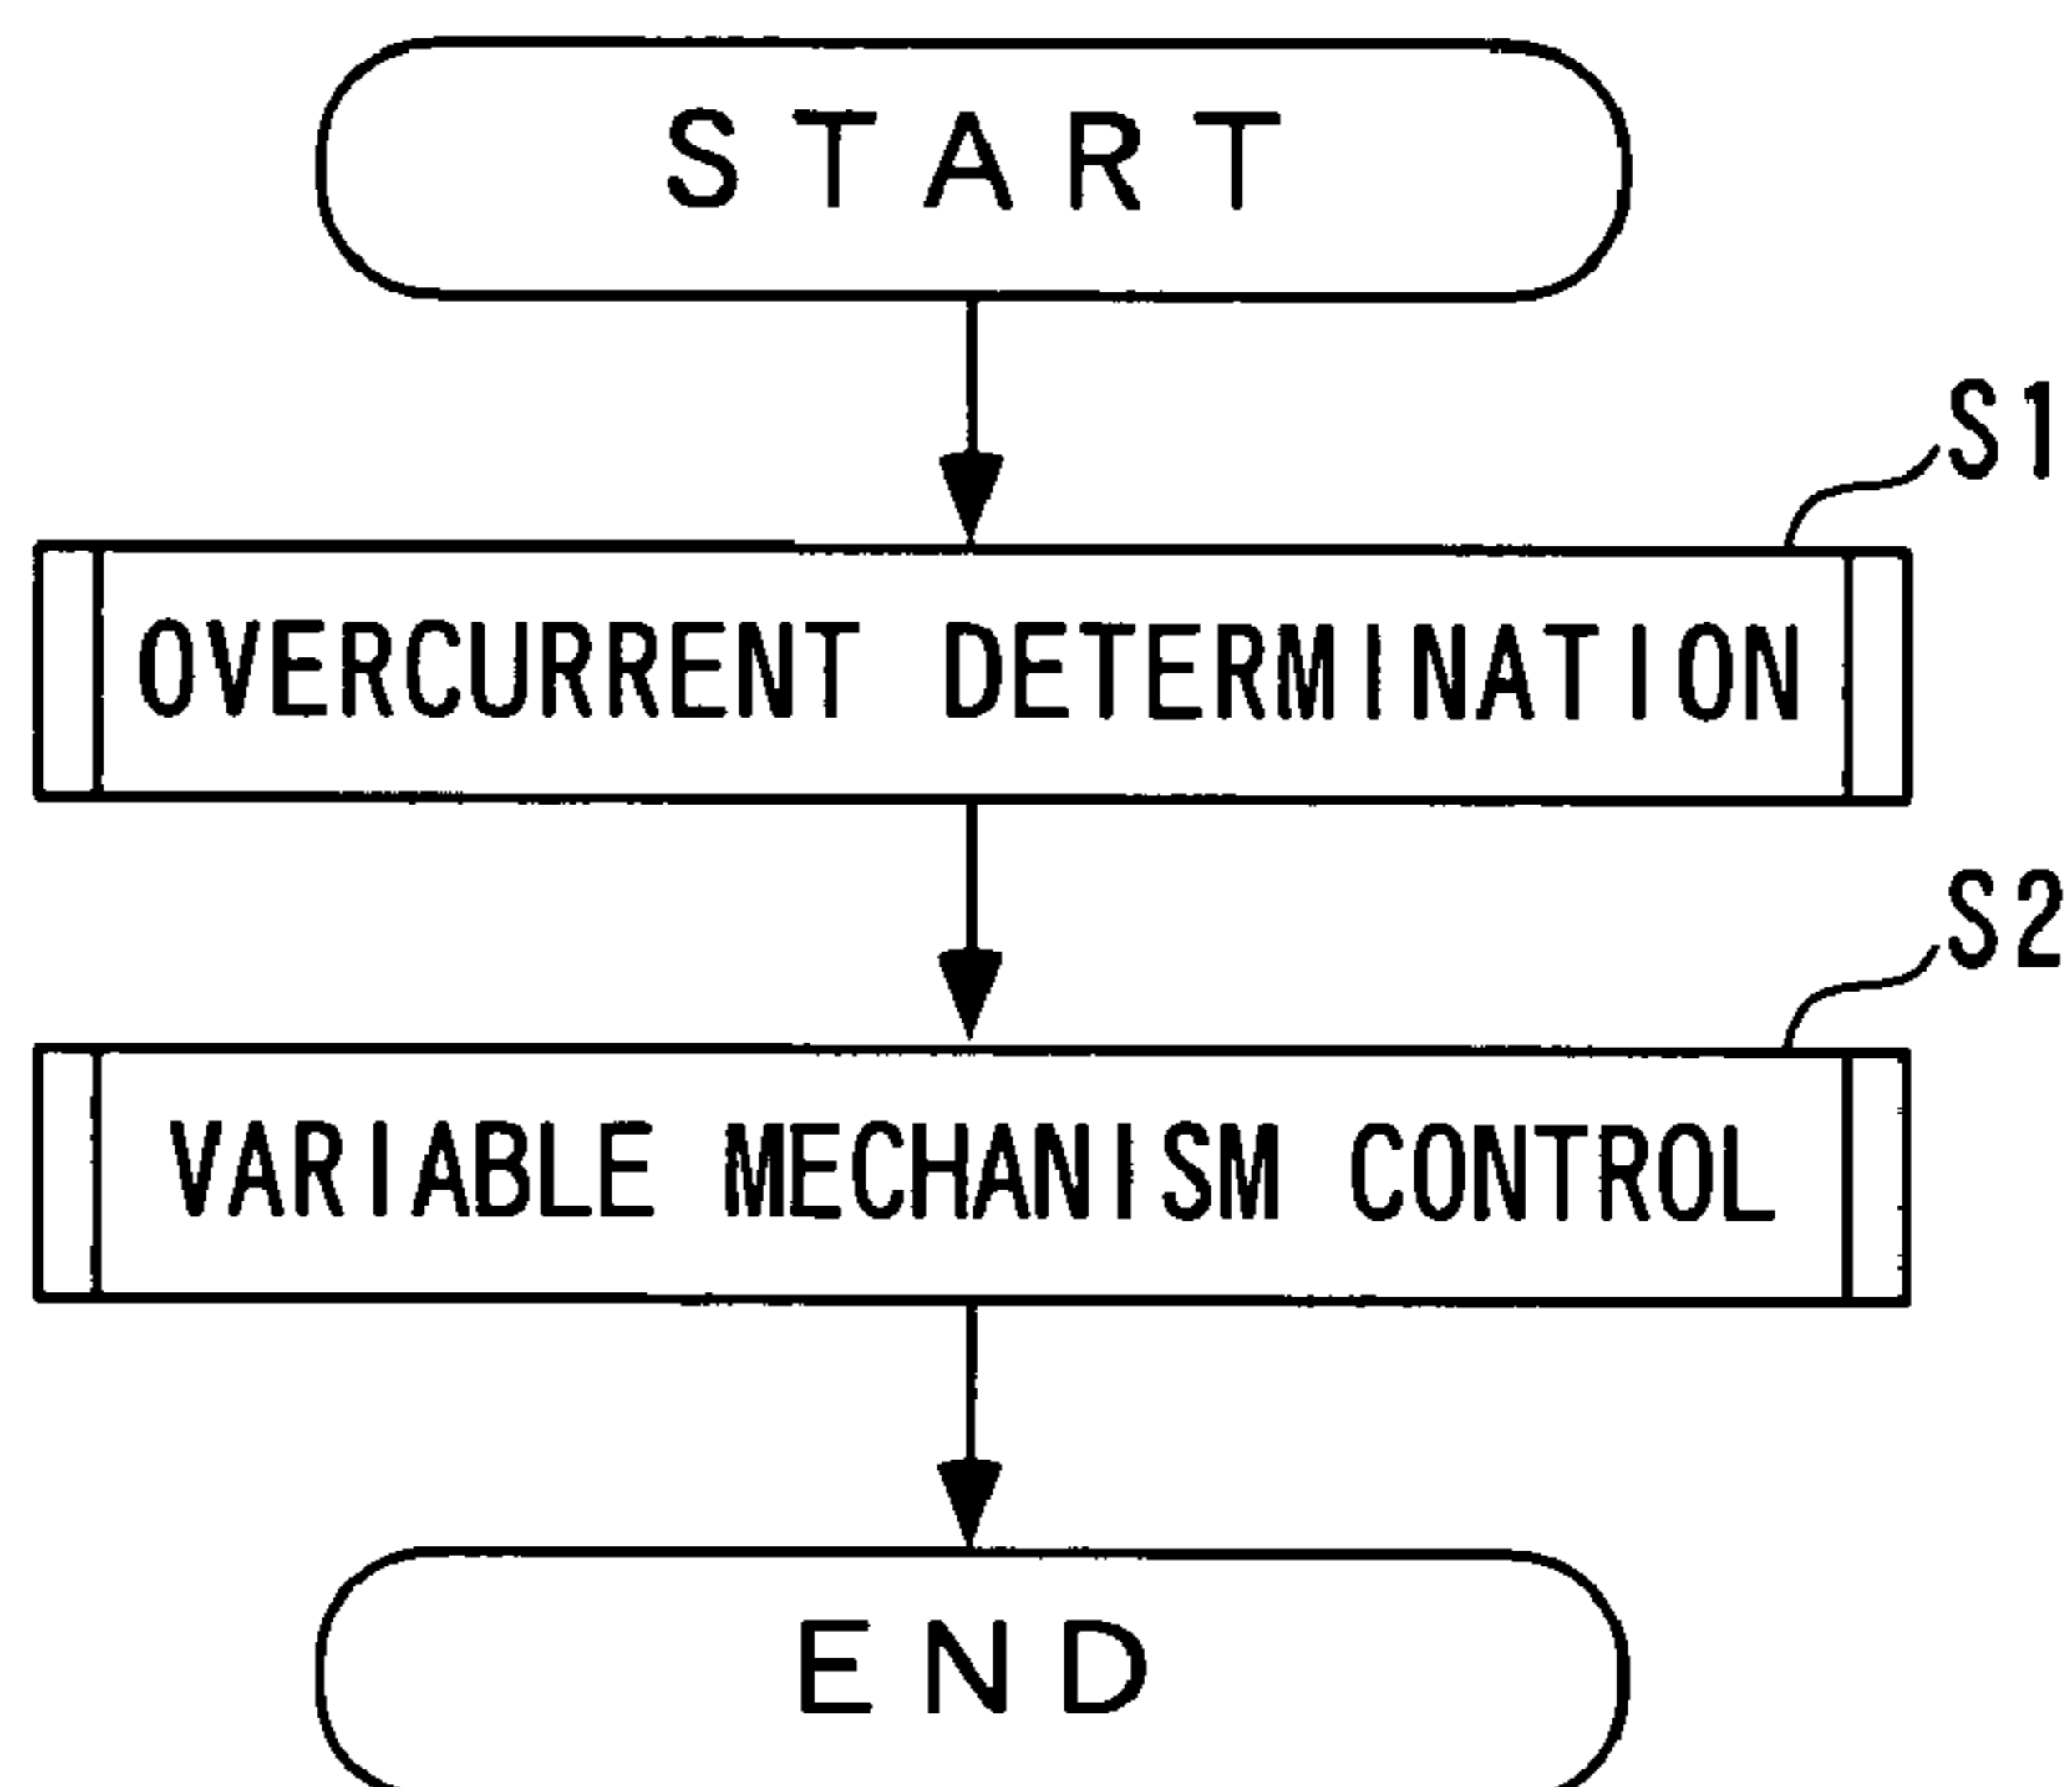 START
S1
OVERCURRENT DETERMINATION
S2
VARIABLE MECHANISM CONTROL
END